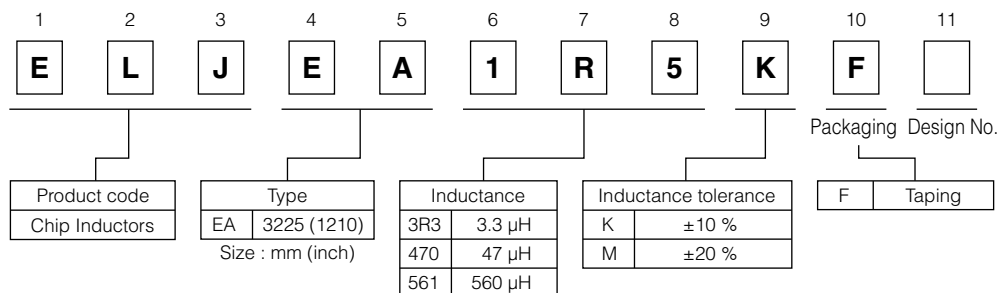 1 2 3 4 5 6 7 8 9 10 11
E L J E A 1 R 5 K F
Packaging Design No.
Product code
Chip Inductors
Type
EA 3225 (1210)
Size : mm (inch)
Inductance
3R3 3.3 μH
470 47 μH
561 560 μH
Inductance tolerance
K ±10 %
M ±20 %
F Taping